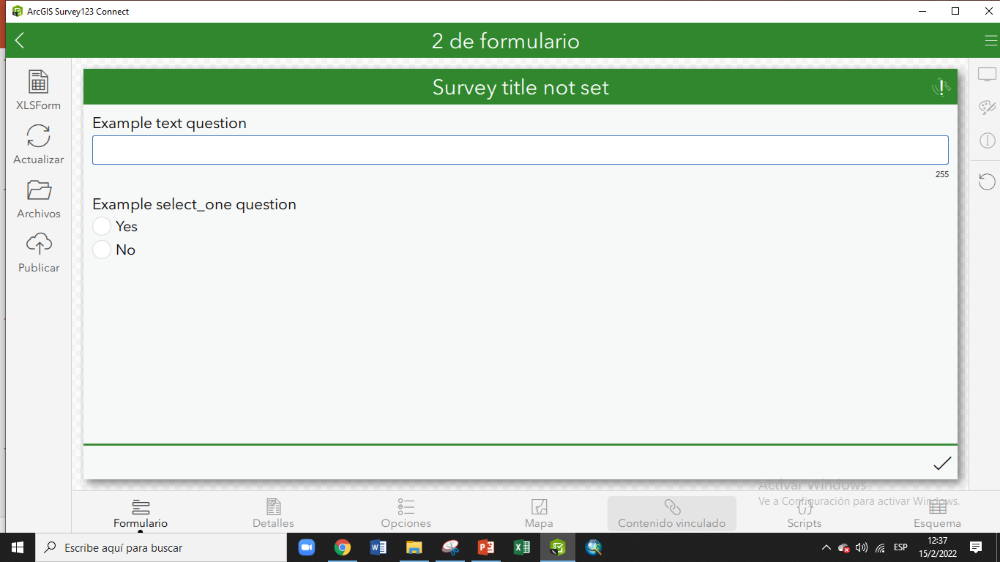 ArcGIS Survey123 Connect
2 de formulario
XLSForm
Actualizar
Archivos
Publicar
Survey title not set
Example text question
255
Example select_one question
Yes
No
Activar Windows
Ve a Configuración para activar Windows.
Formulario
Detalles
Opciones
Mapa
Contenido vinculado
Scripts
Esquema
Escribe aquí para buscar
ESP
12:37
15/2/2022